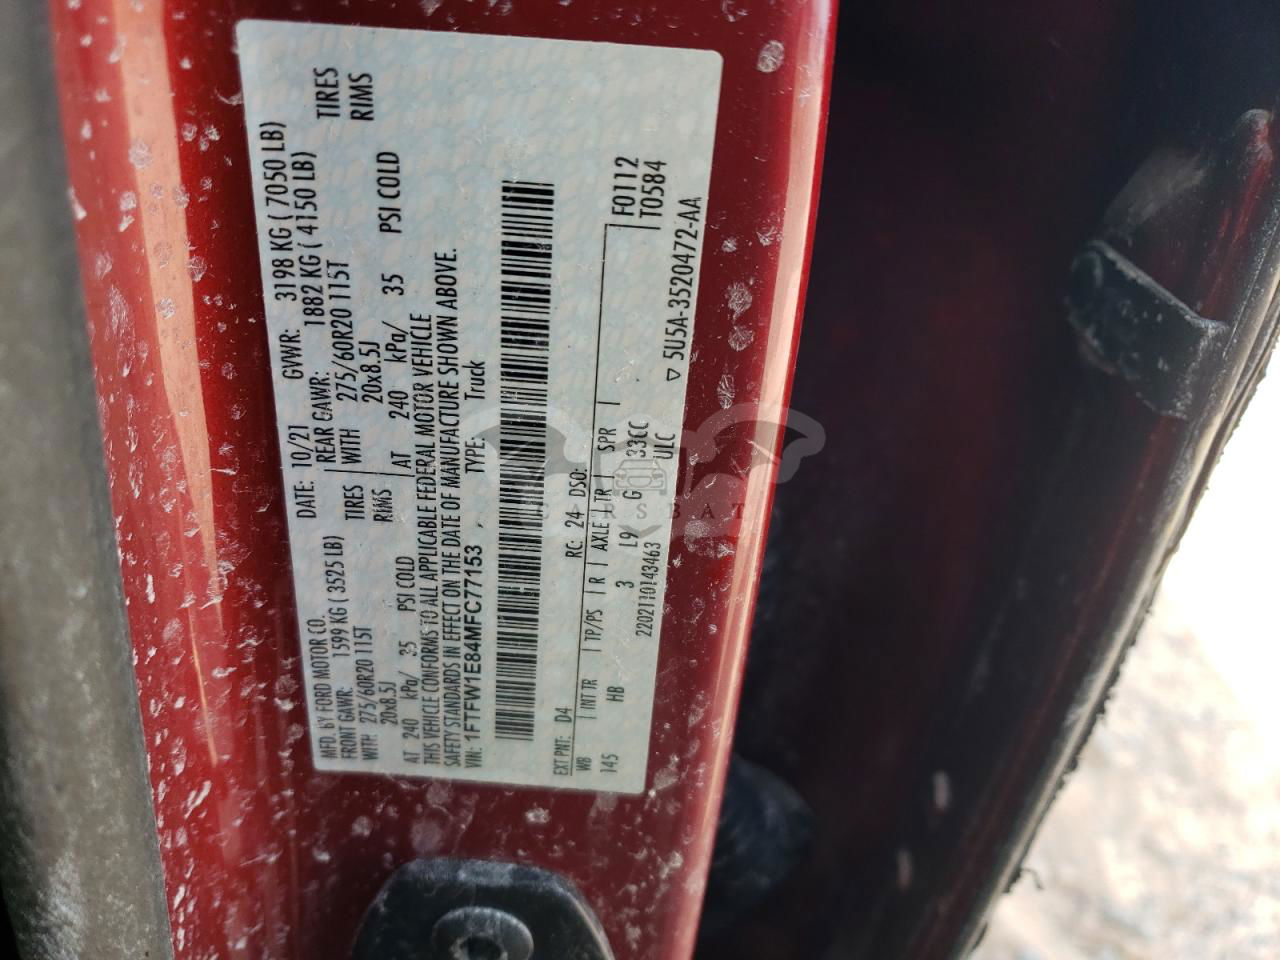 MFD. BY FORD MOTOR CO.
DATE: 10/21 GVWR: 3198 KG ( 7050 LB)
FRONT GAWR: 1599 KG ( 3525 LB)
REAR GAWR: 1882 KG ( 4150 LB)
WITH 275/60R20 115T TIRES
WITH 275/60R20 115T TIRES
20x8.5J RIMS
20x8.5J RIMS
AT 240 kPa/ 35 PSI COLD
AT 240 kPa/ 35 PSI COLD
THIS VEHICLE CONFORMS TO ALL APPLICABLE FEDERAL MOTOR VEHICLE
SAFETY STANDARDS IN EFFECT ON THE DATE OF MANUFACTURE SHOWN ABOVE.
VIN: 1FTFW1E84MFC77153 TYPE: Truck
EXT PNT: D4 RC: 24 DSO: F0112
WB INT TR TP/PS R AXLE TR SPR T0584
145 HB 3 L9 G 33CC
2202110143463 ULC
▽ 5U5A-3520472-AA
CARSBAT